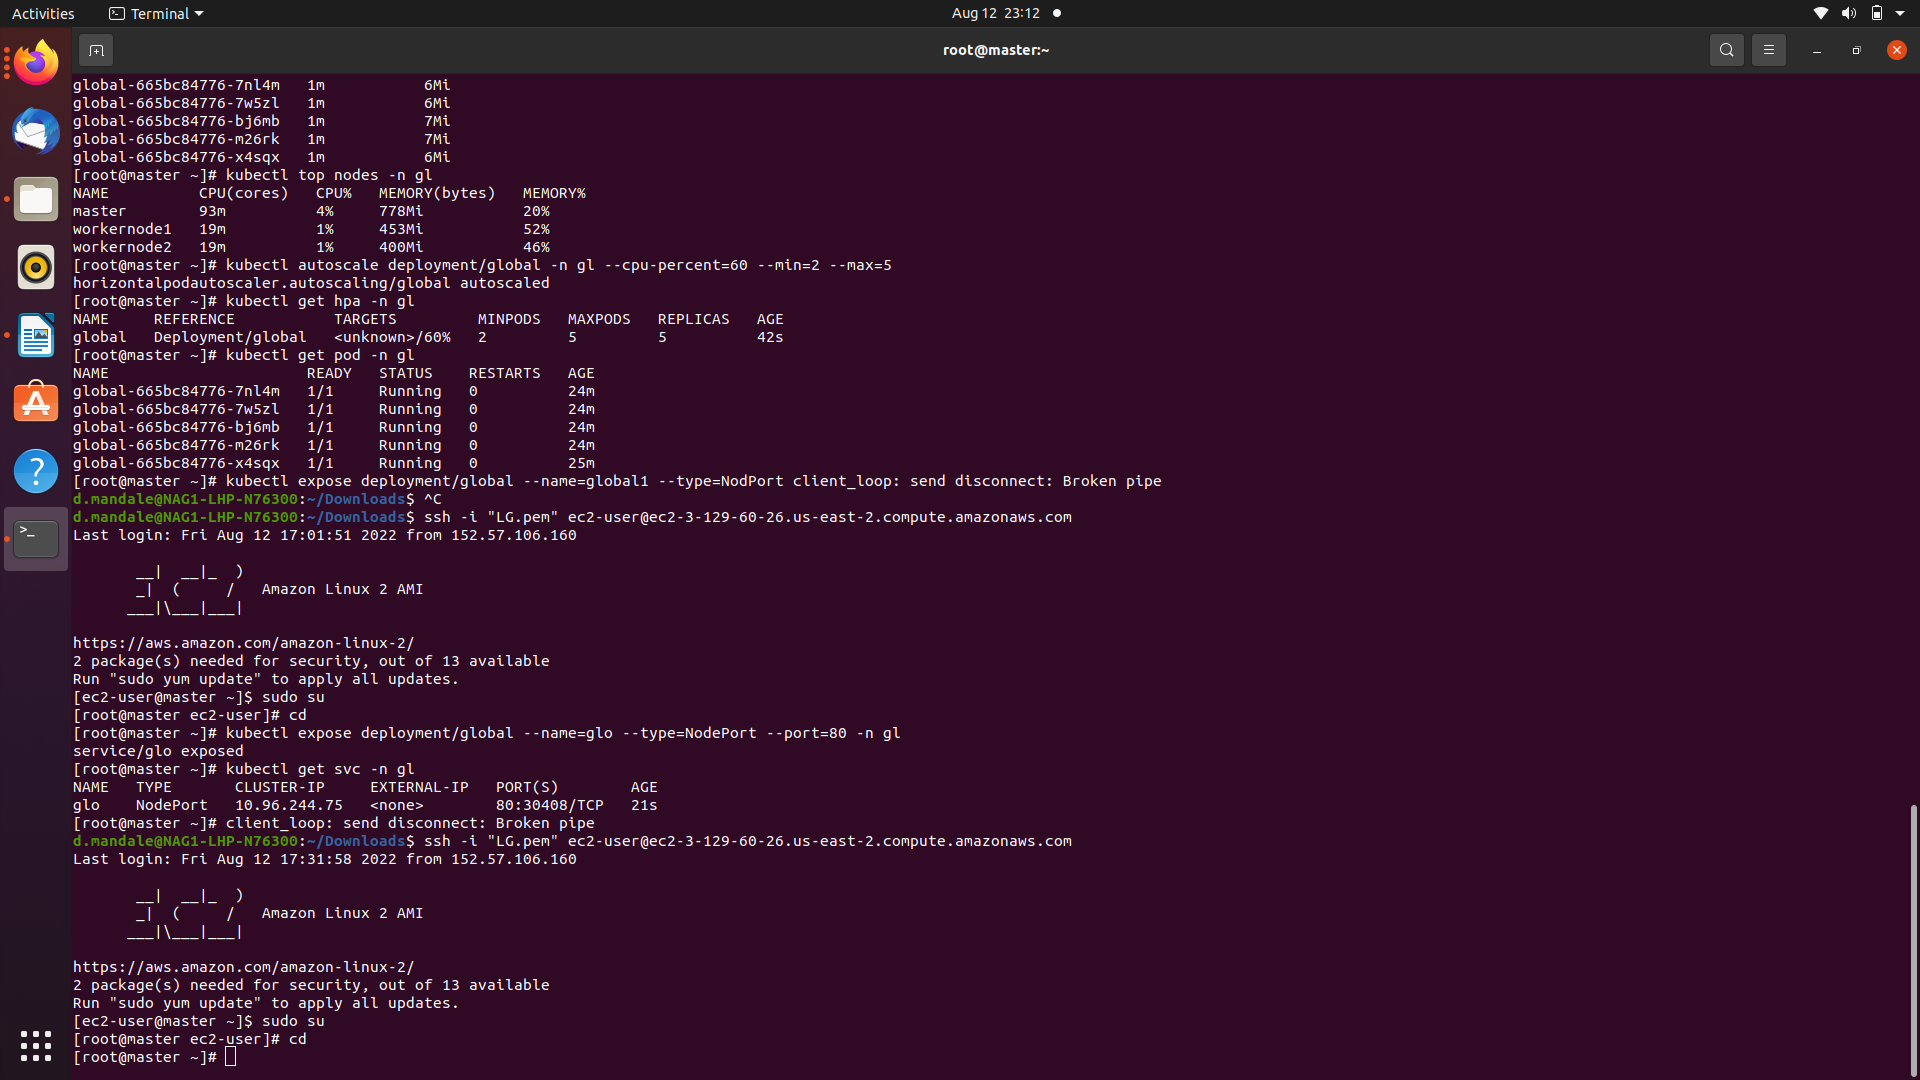 Activities
Terminal
Aug 12 23:12
root@master:~
global-665bc84776-7nl4m   1m           6Mi
global-665bc84776-7w5zl   1m           6Mi
global-665bc84776-bj6mb   1m           7Mi
global-665bc84776-m26rk   1m           7Mi
global-665bc84776-x4sqx   1m           6Mi
[root@master ~]# kubectl top nodes -n gl
NAME          CPU(cores)   CPU%   MEMORY(bytes)   MEMORY%
master        93m          4%     778Mi           20%
workernode1   19m          1%     453Mi           52%
workernode2   19m          1%     400Mi           46%
[root@master ~]# kubectl autoscale deployment/global -n gl --cpu-percent=60 --min=2 --max=5
horizontalpodautoscaler.autoscaling/global autoscaled
[root@master ~]# kubectl get hpa -n gl
NAME     REFERENCE           TARGETS         MINPODS   MAXPODS   REPLICAS   AGE
global   Deployment/global   <unknown>/60%   2         5         5          42s
[root@master ~]# kubectl get pod -n gl
NAME                      READY   STATUS    RESTARTS   AGE
global-665bc84776-7nl4m   1/1     Running   0          24m
global-665bc84776-7w5zl   1/1     Running   0          24m
global-665bc84776-bj6mb   1/1     Running   0          24m
global-665bc84776-m26rk   1/1     Running   0          24m
global-665bc84776-x4sqx   1/1     Running   0          25m
[root@master ~]# kubectl expose deployment/global --name=global1 --type=NodPort client_loop: send disconnect: Broken pipe
d.mandale@NAG1-LHP-N76300:~/Downloads$ ^C
d.mandale@NAG1-LHP-N76300:~/Downloads$ ssh -i "LG.pem" ec2-user@ec2-3-129-60-26.us-east-2.compute.amazonaws.com
Last login: Fri Aug 12 17:01:51 2022 from 152.57.106.160
       __|  __|_  )
       _|  (     /   Amazon Linux 2 AMI
      ___|\___|___|
https://aws.amazon.com/amazon-linux-2/
2 package(s) needed for security, out of 13 available
Run "sudo yum update" to apply all updates.
[ec2-user@master ~]$ sudo su
[root@master ec2-user]# cd
[root@master ~]# kubectl expose deployment/global --name=glo --type=NodePort --port=80 -n gl
service/glo exposed
[root@master ~]# kubectl get svc -n gl
NAME   TYPE       CLUSTER-IP     EXTERNAL-IP   PORT(S)        AGE
glo    NodePort   10.96.244.75   <none>        80:30408/TCP   21s
[root@master ~]# client_loop: send disconnect: Broken pipe
d.mandale@NAG1-LHP-N76300:~/Downloads$ ssh -i "LG.pem" ec2-user@ec2-3-129-60-26.us-east-2.compute.amazonaws.com
Last login: Fri Aug 12 17:31:58 2022 from 152.57.106.160
       __|  __|_  )
       _|  (     /   Amazon Linux 2 AMI
      ___|\___|___|
https://aws.amazon.com/amazon-linux-2/
2 package(s) needed for security, out of 13 available
Run "sudo yum update" to apply all updates.
[ec2-user@master ~]$ sudo su
[root@master ec2-user]# cd
[root@master ~]#